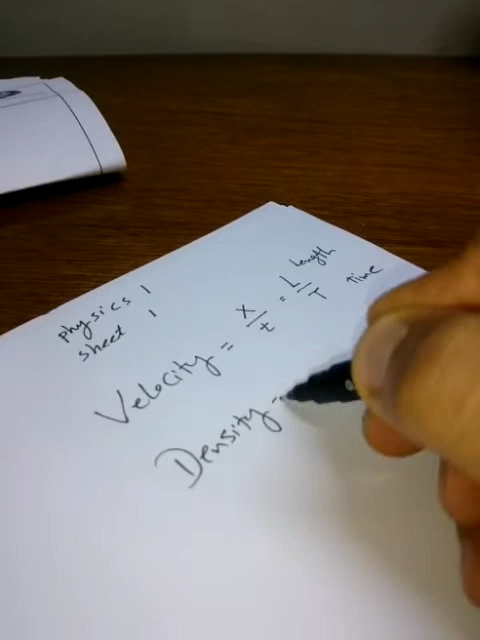 physics 1
sheet 1
Velocity = x/t = L/T Length Time
Density =